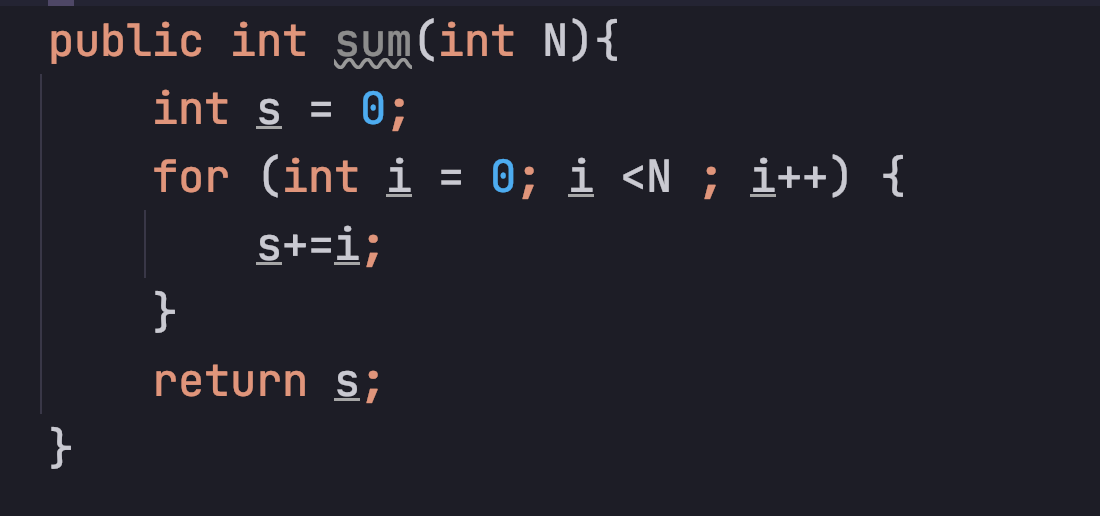 public int sum(int N){
int s = 0;
for (int i = 0; i <N ; i++) {
s+=i;
}
return s;
}